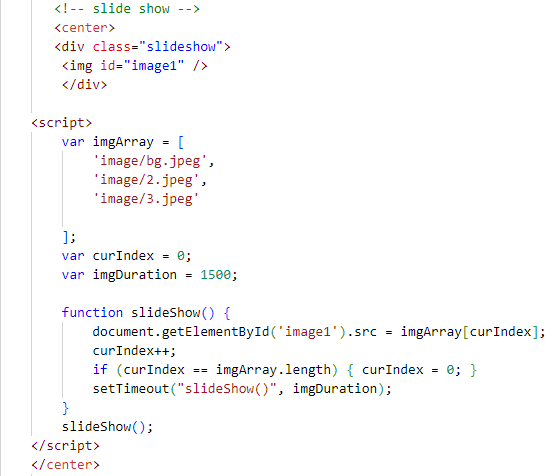 <!-- slide show -->
<center>
<div class="slideshow">
<img id="image1" />
</div>
<script>
var imgArray = [
'image/bg.jpeg',
'image/2.jpeg',
'image/3.jpeg'
];
var curIndex = 0;
var imgDuration = 1500;
function slideShow() {
document.getElementById('image1').src = imgArray[curIndex];
curIndex++;
if (curIndex == imgArray.length) { curIndex = 0; }
setTimeout("slideShow()", imgDuration);
}
slideShow();
</script>
</center>